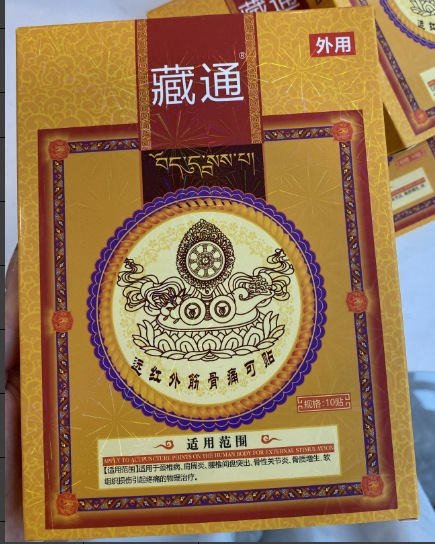 外用
藏通®
远红外筋骨痛可贴
规格:10贴
适用范围
APPLY TO ACUPUNCTURE POINTS ON THE HUMAN BODY FOR EXTERNAL STIMULATION
【适用范围】适用于颈椎病、肩周炎、腰椎间盘突出、骨性关节炎、骨质增生、软
组织损伤引起疼痛的物理治疗。